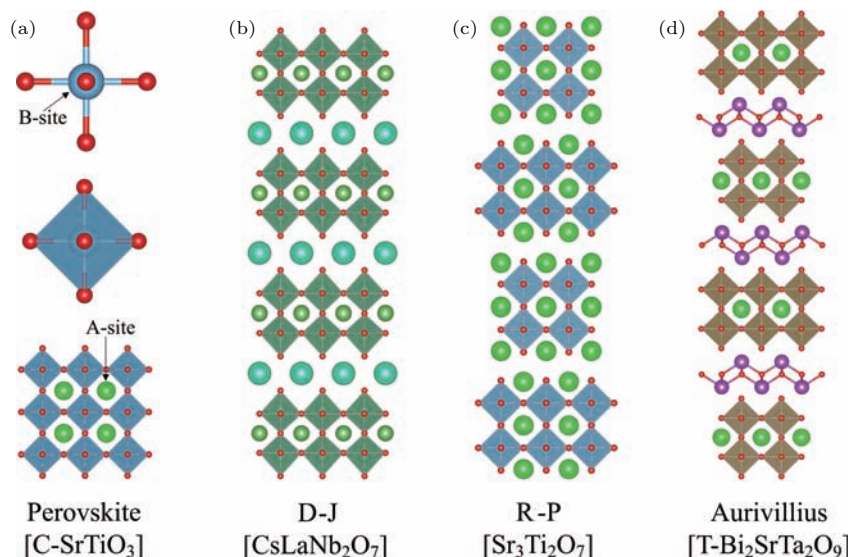 (a)
(b)
(c)
(d)
B-site
A-site
Perovskite
[C-SrTiO₃]
D-J
[CsLaNb₂O₇]
R-P
[Sr₃Ti₂O₇]
Aurivillius
[T-Bi₂SrTa₂O₉]